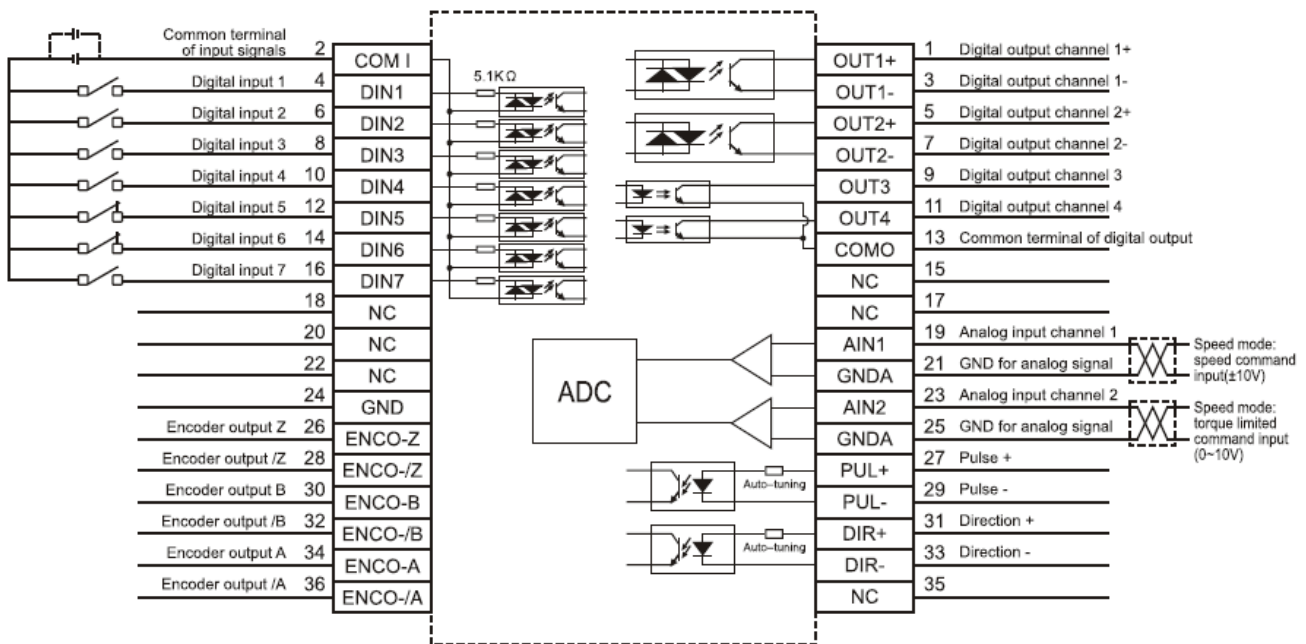 Common terminal
of input signals
2
COM I
Digital input 1
4
DIN1
Digital input 2
6
DIN2
Digital input 3
8
DIN3
Digital input 4
10
DIN4
Digital input 5
12
DIN5
Digital input 6
14
DIN6
Digital input 7
16
DIN7
18
NC
20
NC
22
NC
24
GND
Encoder output Z
26
ENCO-Z
Encoder output /Z
28
ENCO-/Z
Encoder output B
30
ENCO-B
Encoder output /B
32
ENCO-/B
Encoder output A
34
ENCO-A
Encoder output /A
36
ENCO-/A
5.1KΩ
ADC
Auto-tuning
Auto-tuning
OUT1+
1
Digital output channel 1+
OUT1-
3
Digital output channel 1-
OUT2+
5
Digital output channel 2+
OUT2-
7
Digital output channel 2-
OUT3
9
Digital output channel 3
OUT4
11
Digital output channel 4
COMO
13
Common terminal of digital output
NC
15
NC
17
AIN1
19
Analog input channel 1
GNDA
21
GND for analog signal
AIN2
23
Analog input channel 2
GNDA
25
GND for analog signal
PUL+
27
Pulse +
PUL-
29
Pulse -
DIR+
31
Direction +
DIR-
33
Direction -
NC
35
Speed mode:
speed command
input(±10V)
Speed mode:
torque limited
command input
(0~10V)